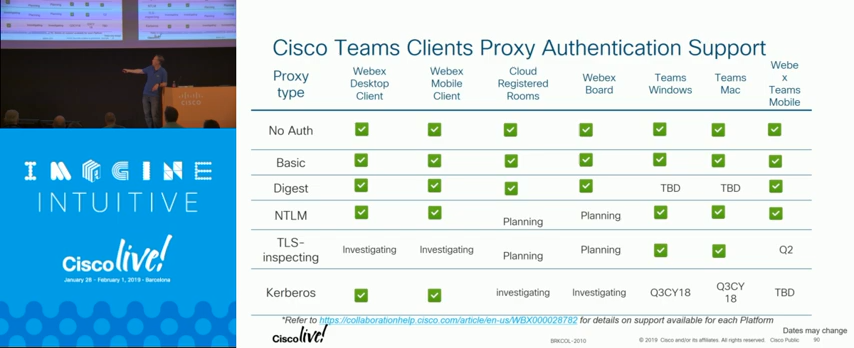 Cisco Teams Clients Proxy Authentication Support
Proxy type Webex Desktop Client Webex Mobile Client Cloud Registered Rooms Webex Board Teams Windows Teams Mac Webe x Teams Mobile
No Auth
Basic
Digest TBD TBD
NTLM Planning Planning
TLS-inspecting Investigating Investigating Planning Planning Q2
Kerberos investigating Investigating Q3CY18 Q3CY 18 TBD
*Refer to https://collaborationhelp.cisco.com/article/en-us/WBX000028782 for details on support available for each Platform
Dates may change
Cisco live!
BRKCOL-2010
© 2019 Cisco and/or its affiliates. All rights reserved. Cisco Public
90
IMAGINE
INTUITIVE
Cisco live!
January 28 - February 1, 2019 • Barcelona